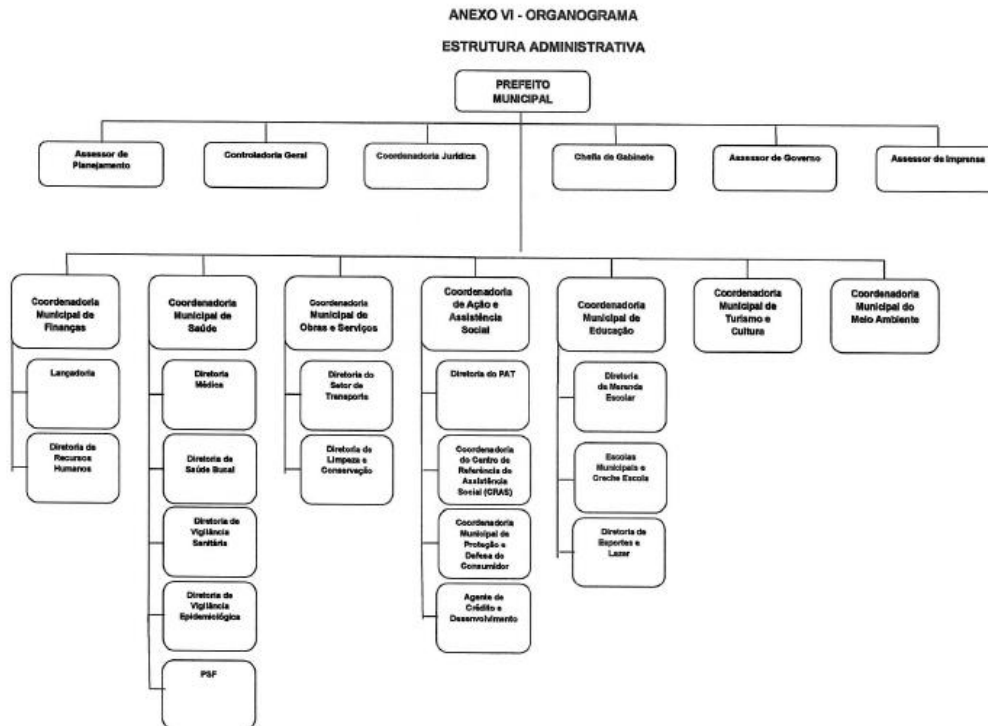 ANEXO VI - ORGANOGRAMA
ESTRUTURA ADMINISTRATIVA
PREFEITO
MUNICIPAL
Assessor de
Planejamento
Controladoria Geral
Coordenadoria Jurídica
Chefia de Gabinete
Assessor de Governo
Assessor de Imprensa
Coordenadoria
Municipal de
Finanças
Coordenadoria
Municipal de
Saúde
Coordenadoria
Municipal de
Obras e Serviços
Coordenadoria
de Ação e
Assistência
Social
Coordenadoria
Municipal de
Educação
Coordenadoria
Municipal de
Turismo e
Cultura
Coordenadoria
Municipal do
Meio Ambiente
Lançadoria
Diretoria de
Recursos
Humanos
Diretoria
Médica
Diretoria de
Saúde Bucal
Diretoria de
Vigilância
Sanitária
Diretoria de
Vigilância
Epidemiológica
PSF
Diretoria do
Setor de
Transporte
Diretoria de
Limpeza e
Conservação
Diretoria do PAT
Coordenadoria
do Centro de
Referência de
Assistência
Social (CRAS)
Coordenadoria
Municipal de
Proteção e
Defesa do
Consumidor
Agente de
Crédito e
Desenvolvimento
Diretoria
da Merenda
Escolar
Escolas
Municipais e
Creche Escola
Diretoria de
Esportes e
Lazer